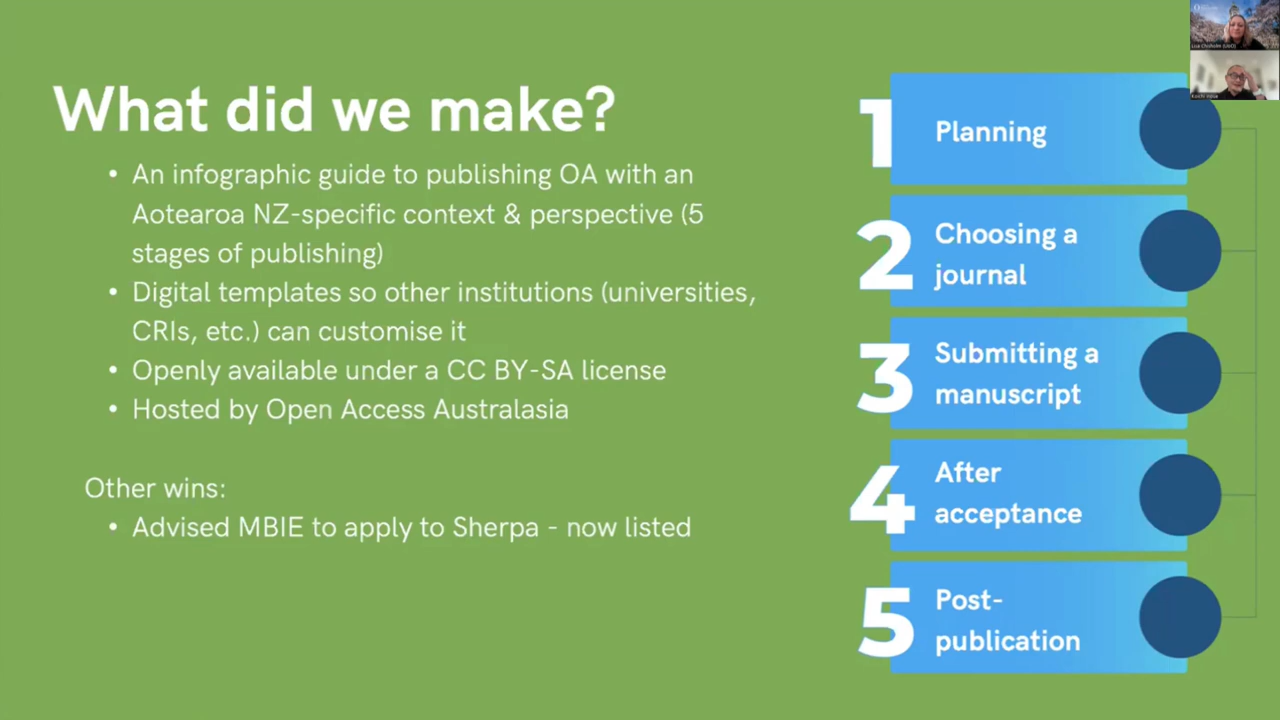 What did we make?
• An infographic guide to publishing OA with an
Aotearoa NZ-specific context & perspective (5
stages of publishing)
• Digital templates so other institutions (universities,
CRIs, etc.) can customise it
• Openly available under a CC BY-SA license
• Hosted by Open Access Australasia
Other wins:
• Advised MBIE to apply to Sherpa - now listed
1
Planning
2
Choosing a
journal
3
Submitting a
manuscript
4
After
acceptance
5
Post-
publication